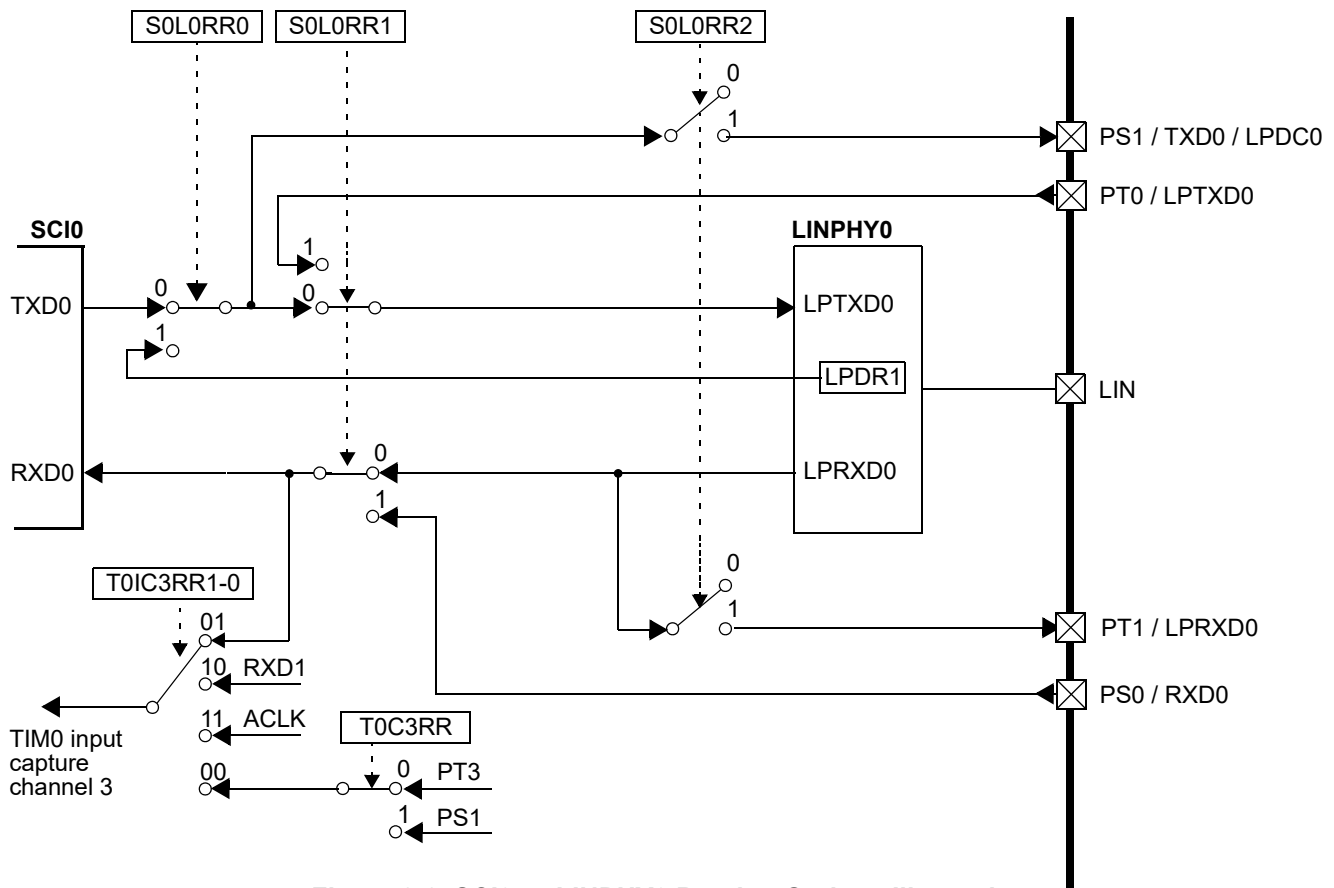 S0L0RR0
S0L0RR1
S0L0RR2
0
1
PS1 / TXD0 / LPDC0
PT0 / LPTXD0
SCI0
LINPHY0
1
TXD0
0
0
LPTXD0
1
LPDR1
LIN
RXD0
0
LPRXD0
1
T0IC3RR1-0
0
1
PT1 / LPRXD0
01
10
RXD1
PS0 / RXD0
11
ACLK
T0C3RR
TIM0 input
capture
channel 3
00
0
PT3
1
PS1